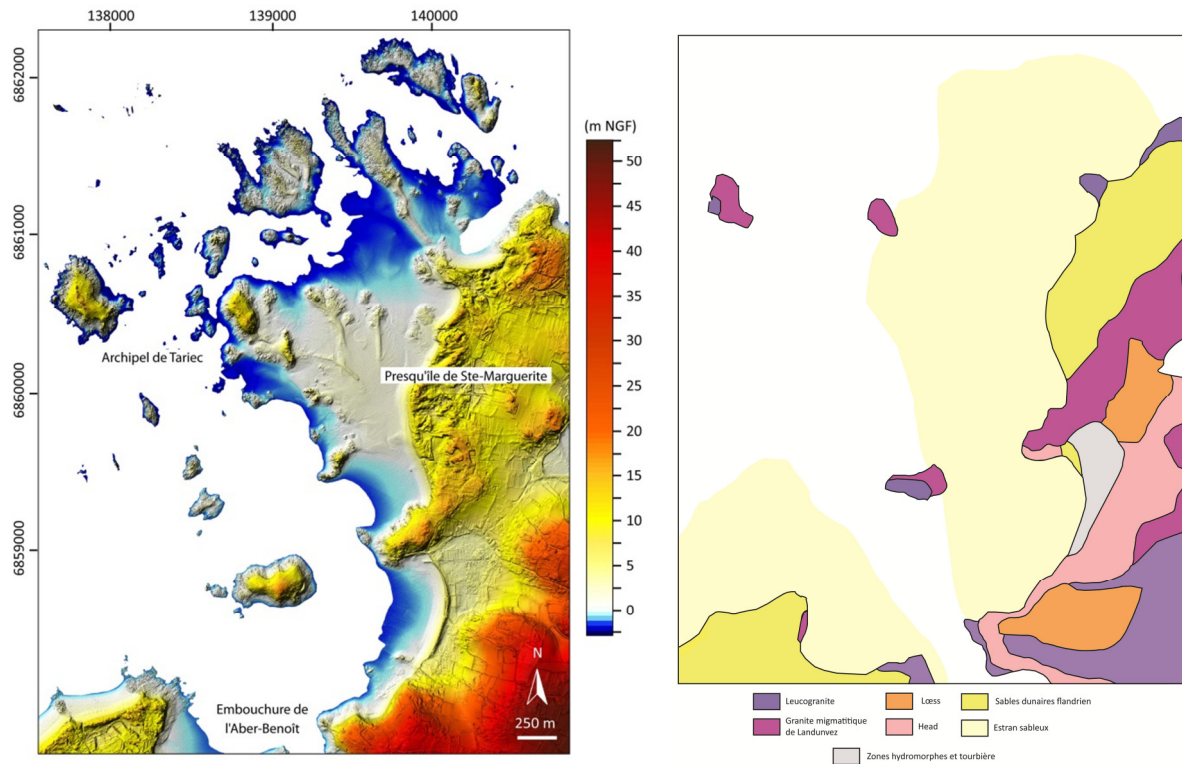 138000
139000
140000
6862000
6861000
6860000
6859000
(m NGF)
50
45
40
35
30
25
20
15
10
5
0
Archipel de Tariec
Presqu'île de Ste-Marguerite
Embouchure de
l'Aber-Benoît
N
250 m
Leucogranite
Lœss
Sables dunaires flandrien
Granite migmatitique
de Landunvez
Head
Estran sableux
Zones hydromorphes et tourbière